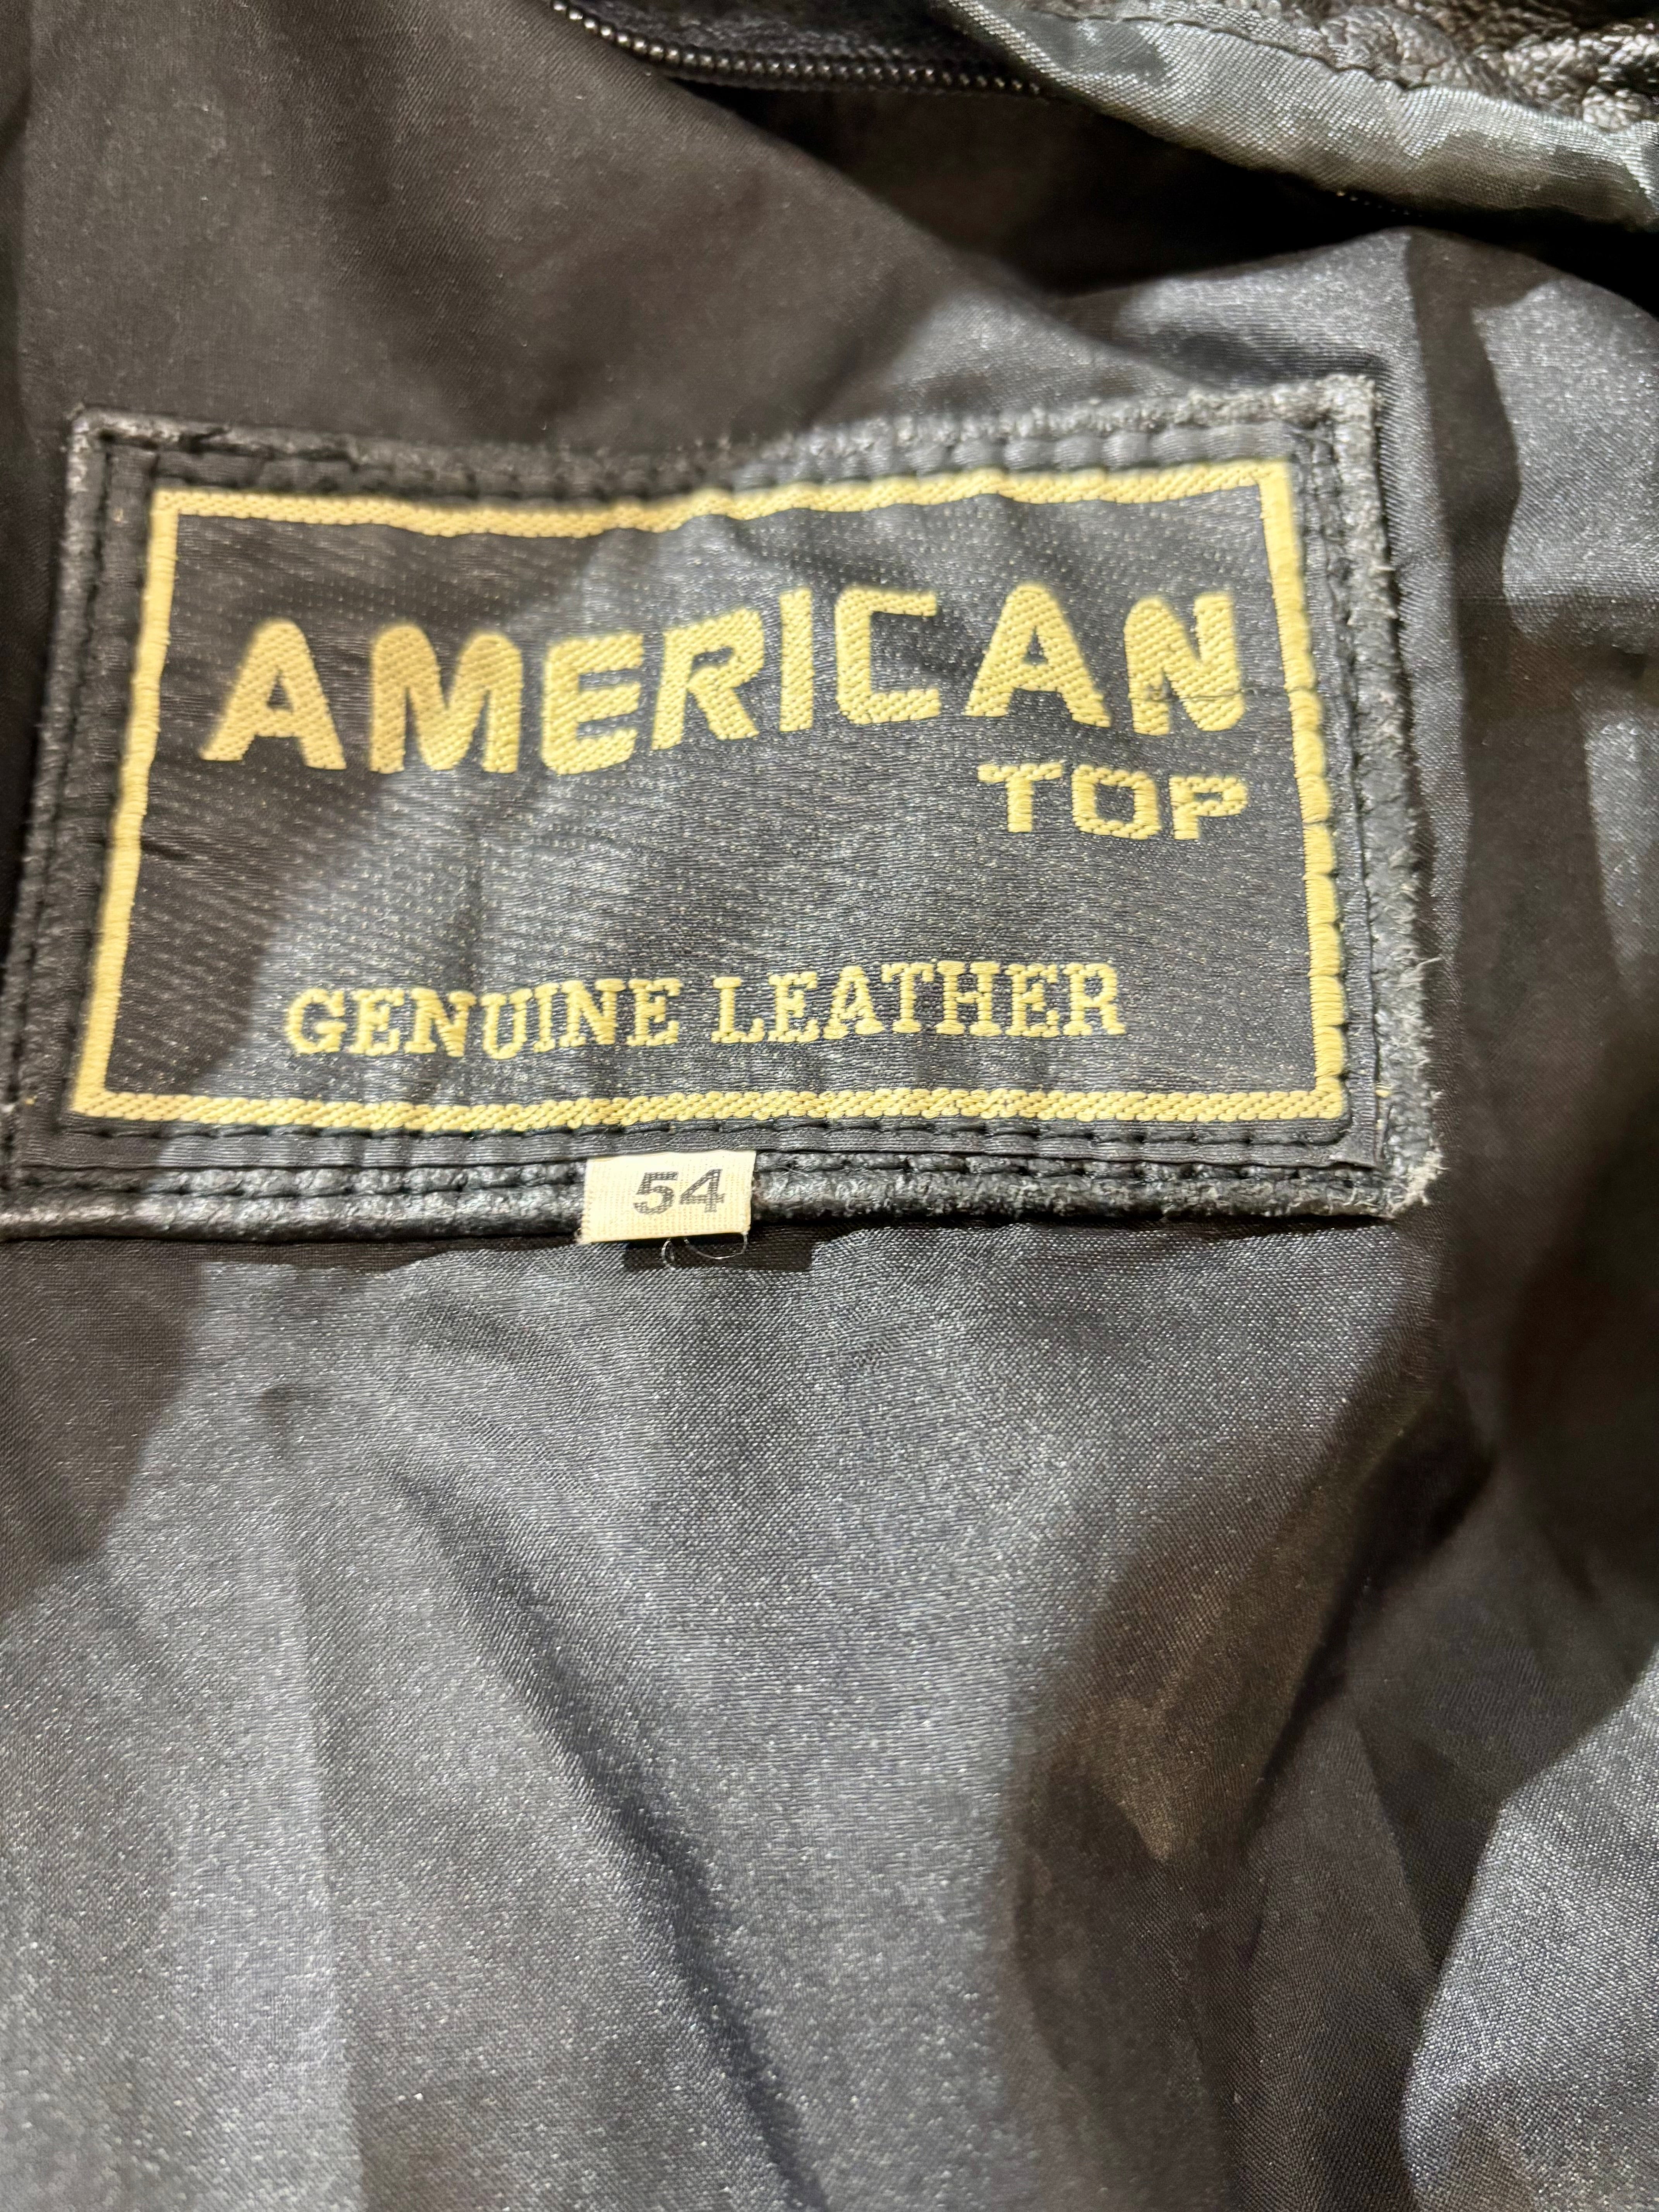 AMERICAN
TOP
GENUINE LEATHER
54